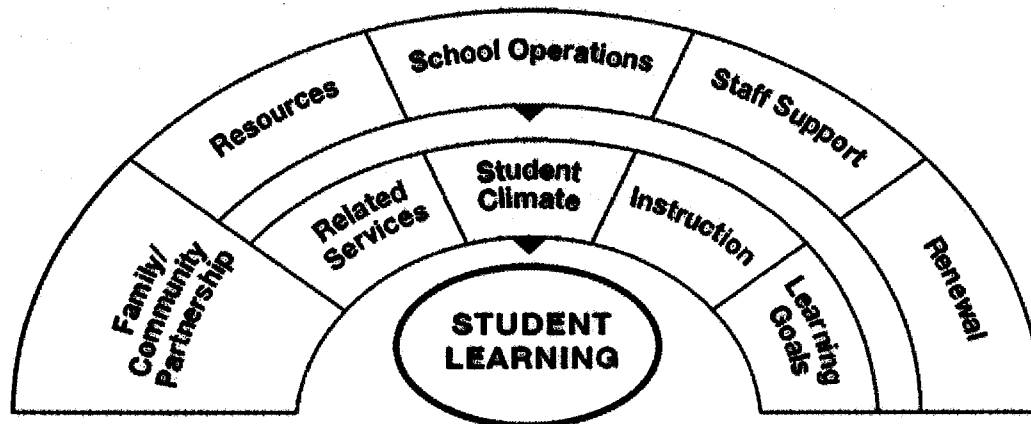 School Operations
Resources
Staff Support
Student
Climate
Related
Services
Instruction
Family/
Community
Partnership
Learning
Goals
Renewal
STUDENT
LEARNING